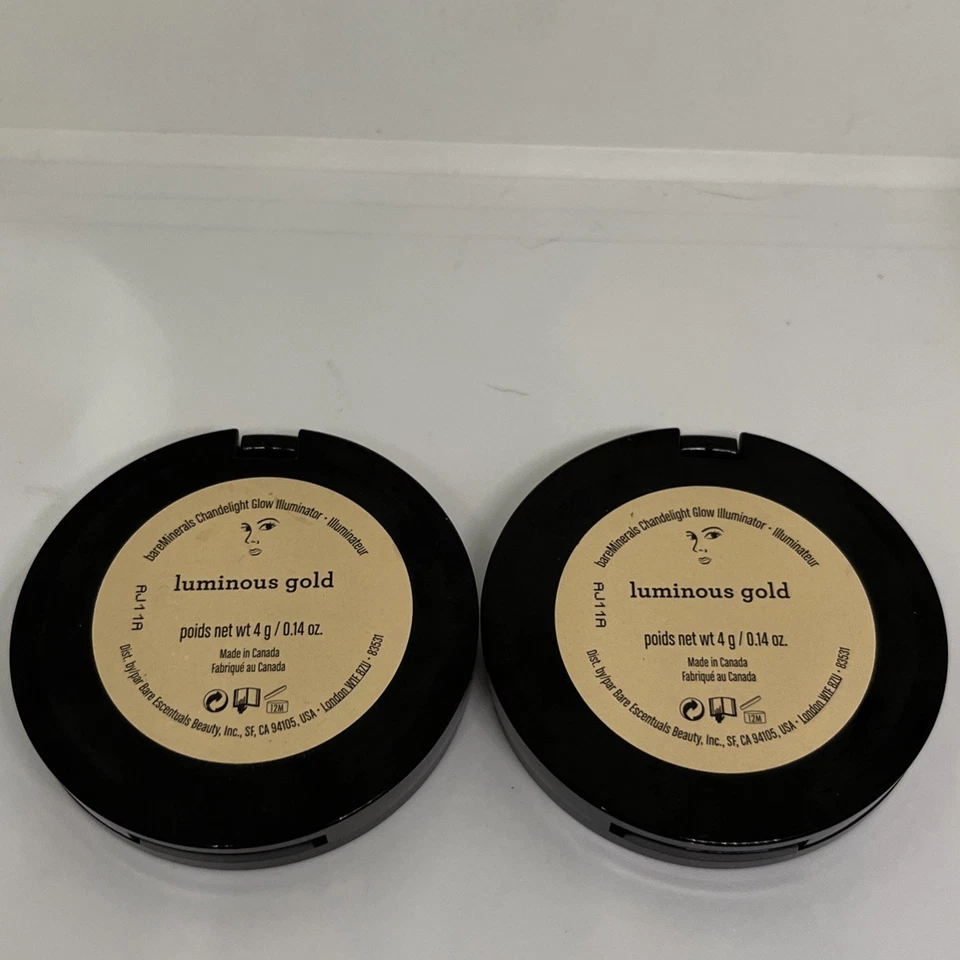 bareMinerals Chandelight Glow Illuminator • Illuminateur
luminous gold
AJ11A
poids net wt 4 g / 0.14 oz.
Made in Canada
Fabriqué au Canada
12M
Dist. by/par Bare Escentuals Beauty, Inc., SF, CA 94105, USA • London W1F 8ZU • 83531
bareMinerals Chandelight Glow Illuminator • Illuminateur
luminous gold
AJ11A
poids net wt 4 g / 0.14 oz.
Made in Canada
Fabriqué au Canada
12M
Dist. by/par Bare Escentuals Beauty, Inc., SF, CA 94105, USA • London W1F 8ZU • 83531